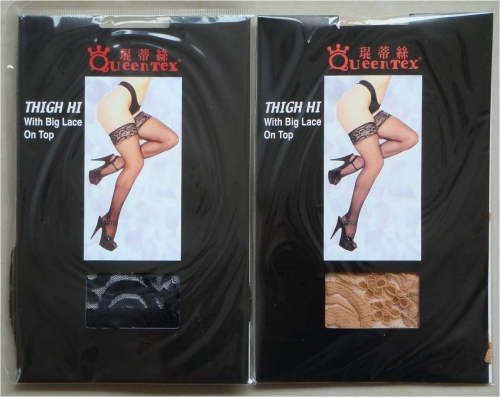 琨蒂絲
QUEENTEX
THIGH HI
With Big Lace
On Top
琨蒂絲
QUEENTEX
THIGH HI
With Big Lace
On Top